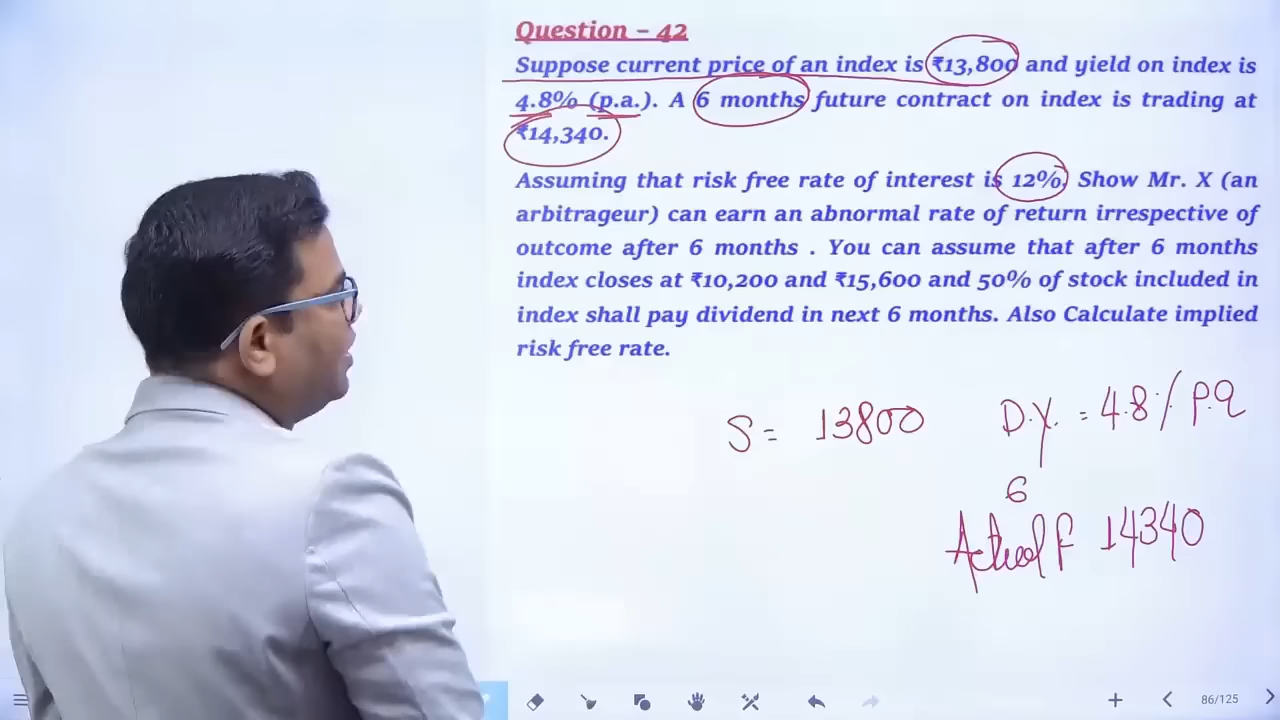 Question – 42
Suppose current price of an index is ₹13,800 and yield on index is
4.8% (p.a.). A 6 months future contract on index is trading at
₹14,340.
Assuming that risk free rate of interest is 12%. Show Mr. X (an
arbitrageur) can earn an abnormal rate of return irrespective of
outcome after 6 months . You can assume that after 6 months
index closes at ₹10,200 and ₹15,600 and 50% of stock included in
index shall pay dividend in next 6 months. Also Calculate implied
risk free rate.
S = 13800 D.Y. = 4.8% p.a
6
Actual F 14340
86/125